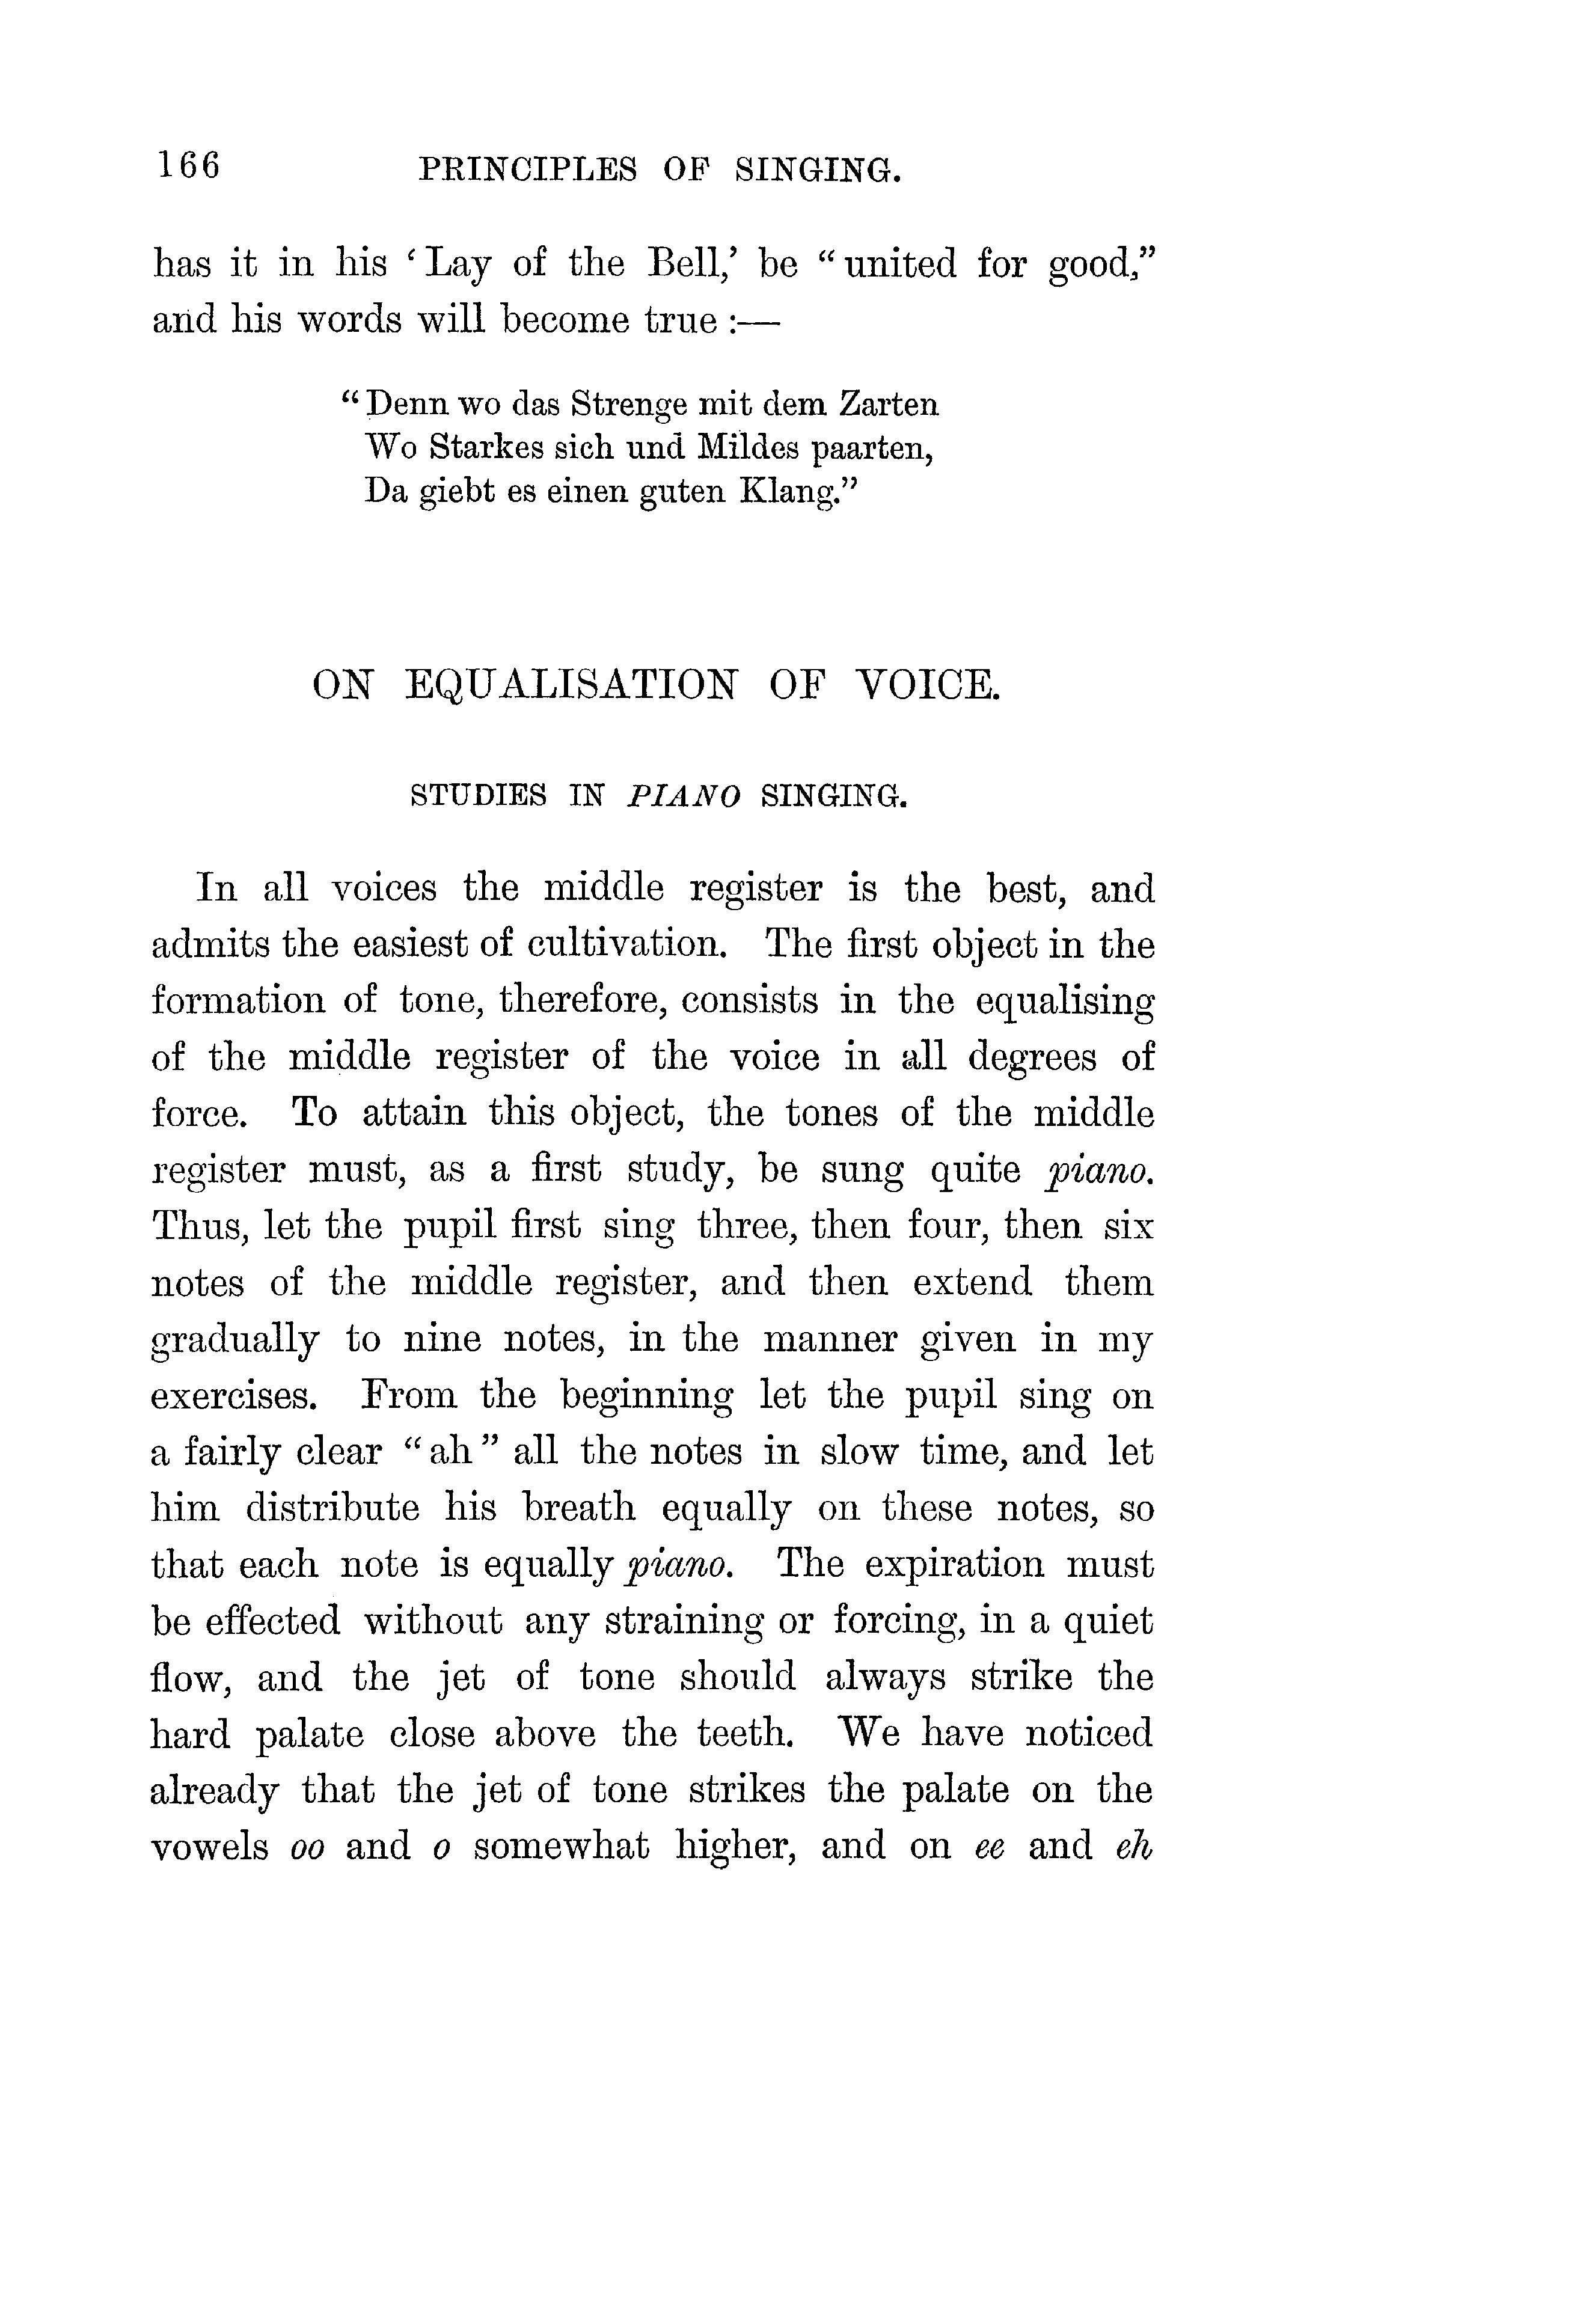 166 PRINCIPLES OF SINGING.
has it in his ‘Lay of the Bell,’ be “united for good,”
and his words will become true :—
“Denn wo das Strenge mit dem Zarten
Wo Starkes sich und Mildes paarten,
Da giebt es einen guten Klang.”
ON EQUALISATION OF VOICE.
STUDIES IN PIANO SINGING.
In all voices the middle register is the best, and
admits the easiest of cultivation. The first object in the
formation of tone, therefore, consists in the equalising
of the middle register of the voice in all degrees of
force. To attain this object, the tones of the middle
register must, as a first study, be sung quite piano.
Thus, let the pupil first sing three, then four, then six
notes of the middle register, and then extend them
gradually to nine notes, in the manner given in my
exercises. From the beginning let the pupil sing on
a fairly clear “ah” all the notes in slow time, and let
him distribute his breath equally on these notes, so
that each note is equally piano. The expiration must
be effected without any straining or forcing, in a quiet
flow, and the jet of tone should always strike the
hard palate close above the teeth. We have noticed
already that the jet of tone strikes the palate on the
vowels oo and o somewhat higher, and on ee and eh